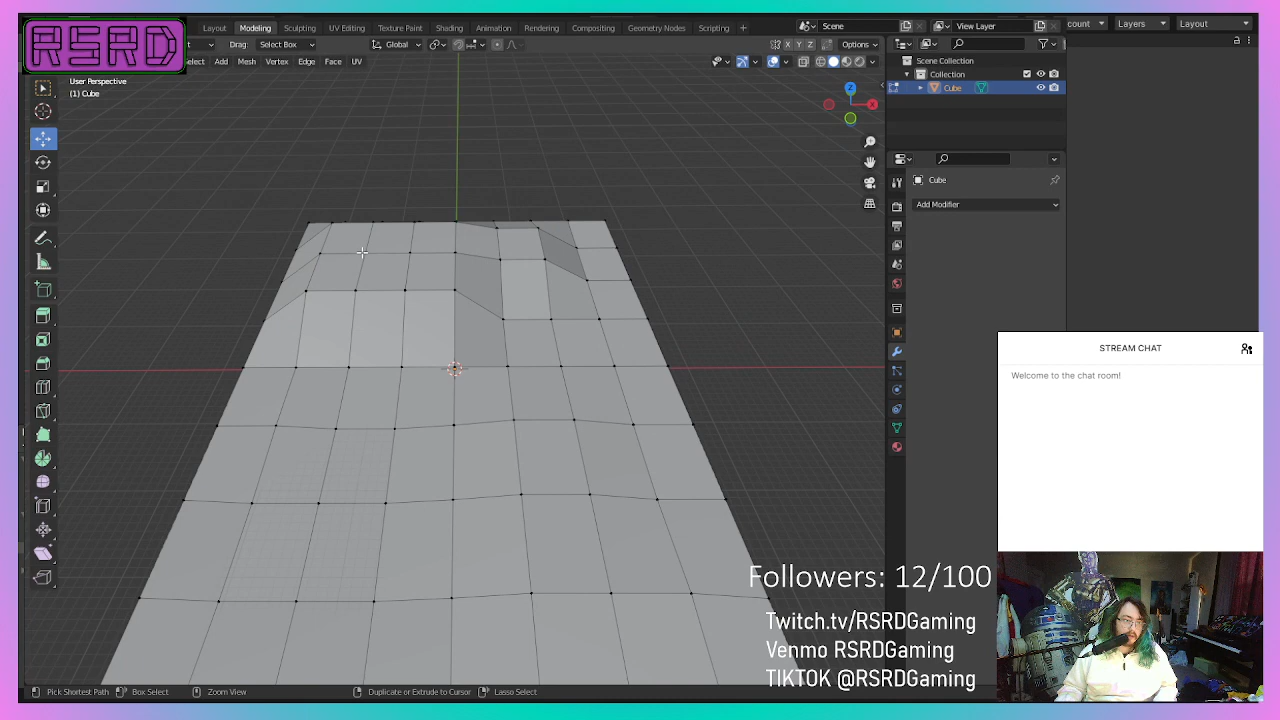 RSRD
Layout Modeling Sculpting UV Editing Texture Paint Shading Animation Rendering Compositing Geometry Nodes Scripting +
Scene
View Layer
count
Layers
Layout
Drag: Select Box
Global
X Y Z
Options
elect Add Mesh Vertex Edge Face UV
User Perspective
(1) Cube
Z
X
Scene Collection
Collection
Cube
Cube
Add Modifier
STREAM CHAT
Welcome to the chat room!
Followers: 12/100
Twitch.tv/RSRDGaming
Venmo RSRDGaming
TIKTOK @RSRDGaming
Pick Shortest Path Box Select Zoom View Duplicate or Extrude to Cursor Lasso Select